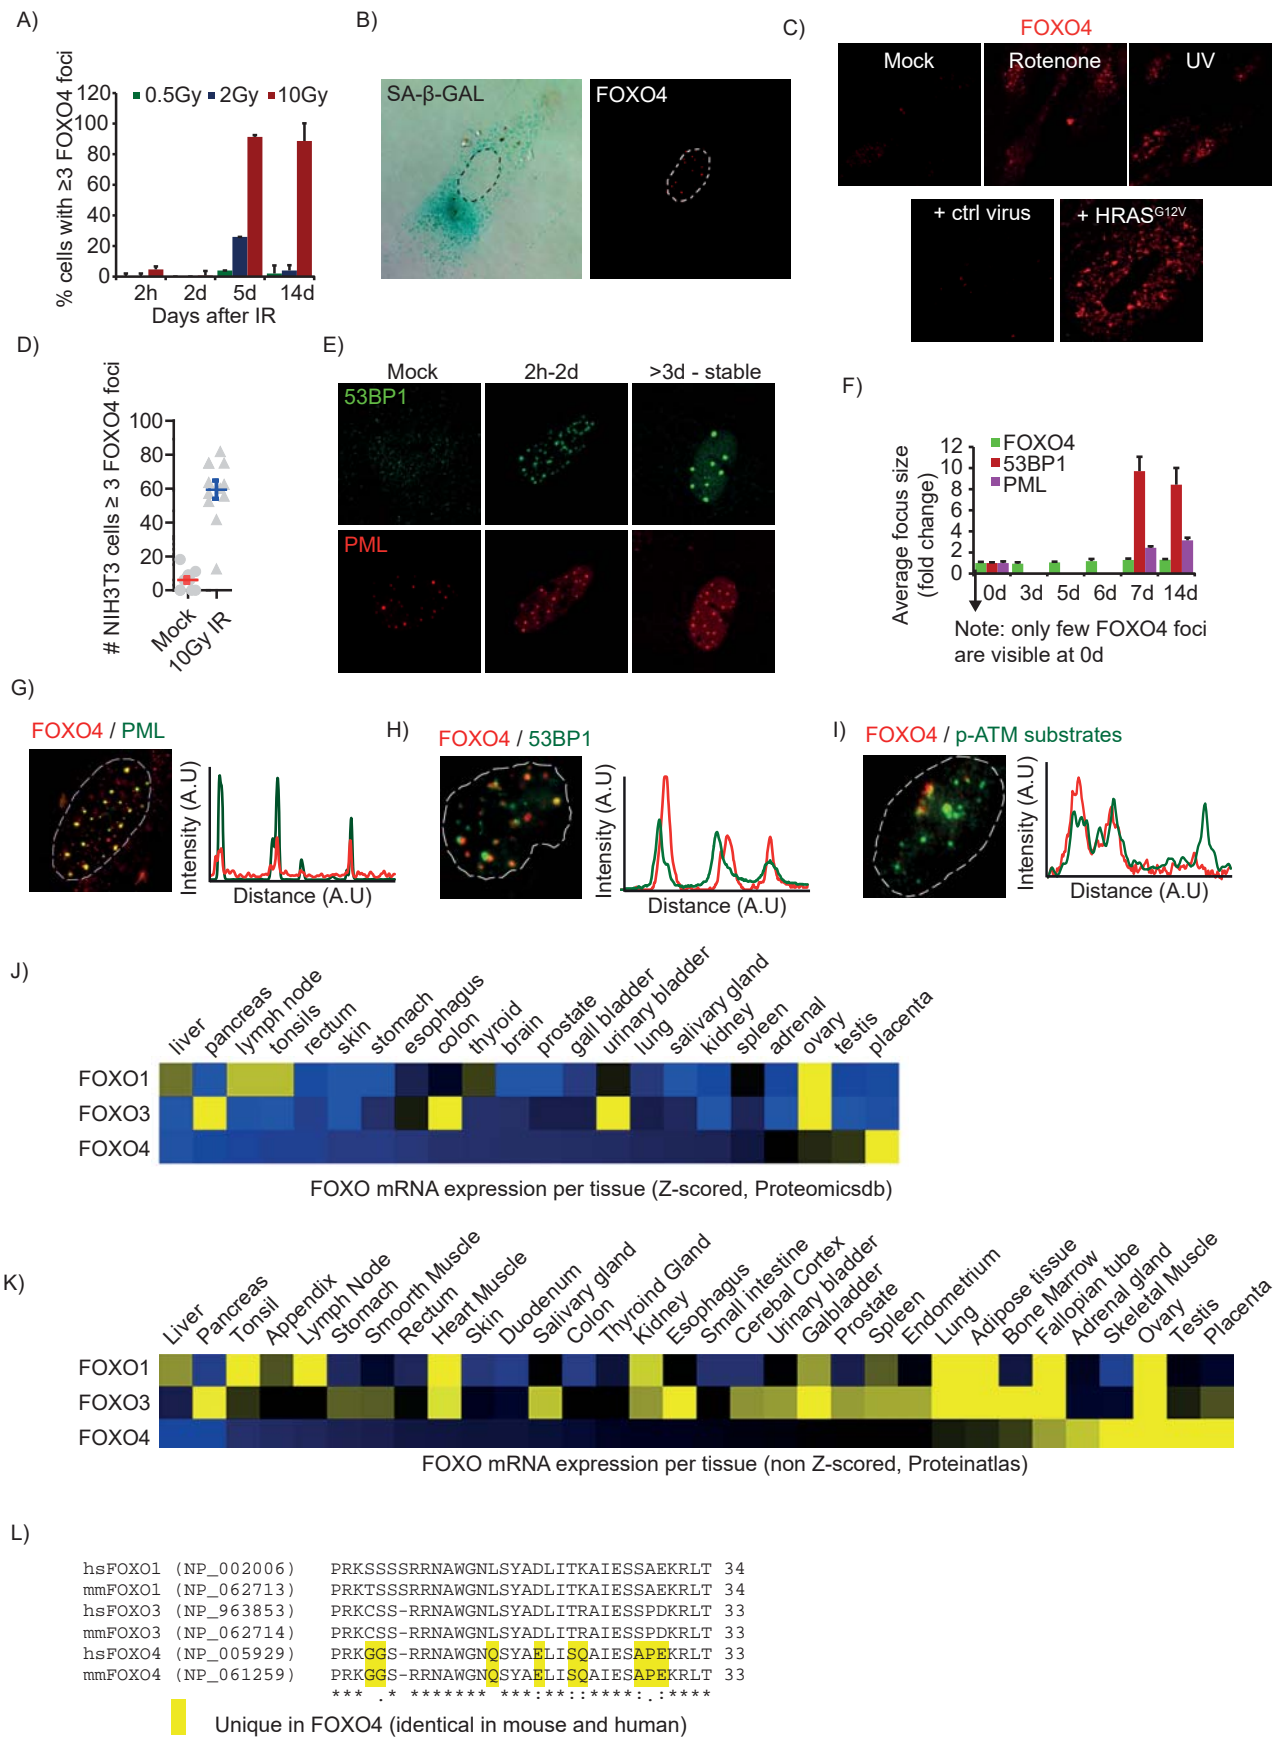 A)
% cells with ≥3 FOXO4 foci
0.5Gy 2Gy 10Gy
120
100
80
60
40
20
0
2h 2d 5d 14d
Days after IR
B)
SA-β-GAL
FOXO4
C)
FOXO4
Mock
Rotenone
UV
+ ctrl virus
+ HRASG12V
D)
# NIH3T3 cells ≥ 3 FOXO4 foci
100
80
60
40
20
0
Mock
10Gy IR
E)
Mock
2h-2d
>3d - stable
53BP1
PML
F)
Average focus size
(fold change)
12
10
8
6
4
2
0
FOXO4
53BP1
PML
0d 3d 5d 6d 7d 14d
Note: only few FOXO4 foci
are visible at 0d
G)
FOXO4 / PML
Intensity (A.U)
Distance (A.U)
H)
FOXO4 / 53BP1
Intensity (A.U)
Distance (A.U)
I)
FOXO4 / p-ATM substrates
Intensity (A.U)
Distance (A.U)
J)
liver
pancreas
lymph node
tonsils
rectum
skin
stomach
esophagus
colon
thyroid
brain
prostate
gall bladder
urinary bladder
lung
salivary gland
kidney
spleen
adrenal
ovary
testis
placenta
FOXO1
FOXO3
FOXO4
FOXO mRNA expression per tissue (Z-scored, Proteomicsdb)
K)
Liver
Pancreas
Tonsil
Appendix
Lymph Node
Stomach
Smoorth Muscle
Rectum
Heart Muscle
Skin
Duodenum
Salivary gland
Colon
Thyroind Gland
Kidney
Esophagus
Small intestine
Cerebral Cortex
Urinary bladder
Galbladder
Prostate
Spleen
Endometrium
Lung
Adipose tissue
Bone Marrow
Fallopian tube
Adrenal gland
Skeletal Muscle
Ovary
Testis
Placenta
FOXO1
FOXO3
FOXO4
FOXO mRNA expression per tissue (non Z-scored, Proteinatlas)
L)
hsFOXO1 (NP_002006) PRKSSSSRRNAWGNLSYADLITKAIESSAEKRLT 34
mmFOXO1 (NP_062713) PRKTSSSRRNAWGNLSYADLITKAIESSAEKRLT 34
hsFOXO3 (NP_963853) PRKCSS-RRNAWGNLSYADLITRAIESSPDKRLT 33
mmFOXO3 (NP_062714) PRKCSS-RRNAWGNLSYADLITRAIESSPDKRLT 33
hsFOXO4 (NP_005929) PRKGGS-RRNAWGNQSYAELISQAIESAPEKRLT 33
mmFOXO4 (NP_061259) PRKGGS-RRNAWGNQSYAELISQAIESAPEKRLT 33
*** .* ******* ***:**::****:.:****
Unique in FOXO4 (identical in mouse and human)